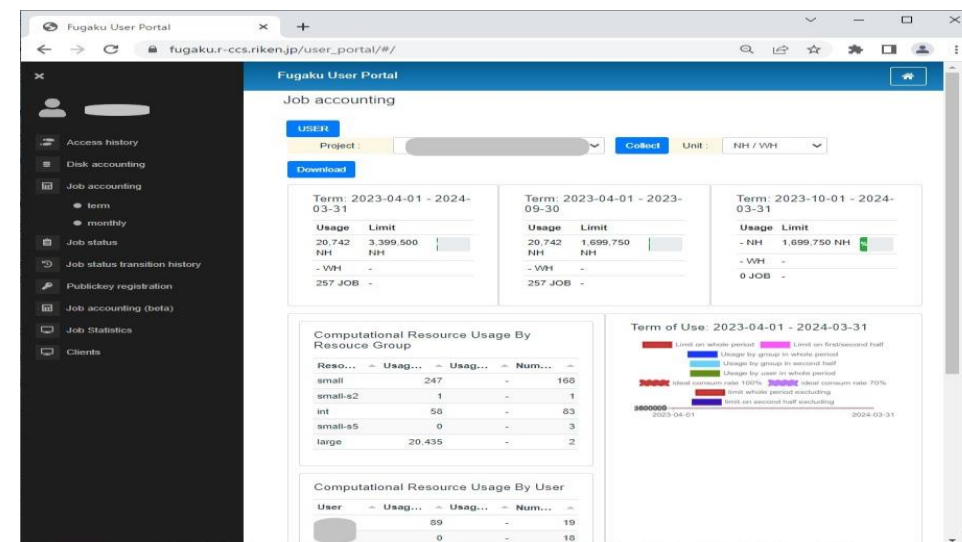 Fugaku User Portal
fugaku.r-ccs.riken.jp/user_portal/#/
Fugaku User Portal
Access history
Disk accounting
Job accounting
term
monthly
Job status
Job status transition history
Publickey registration
Job accounting (beta)
Job Statistics
Clients
Job accounting
USER
Project : Collect Unit : NH / WH
Download
Term: 2023-04-01 - 2024-
03-31
Usage Limit
20,742 3,399,500
NH NH
- WH -
257 JOB -
Term: 2023-04-01 - 2023-
09-30
Usage Limit
20,742 1,699,750
NH NH
- WH -
257 JOB -
Term: 2023-10-01 - 2024-
03-31
Usage Limit
- NH 1,699,750 NH %
- WH -
0 JOB -
Computational Resource Usage By
Resouce Group
Reso... Usag... Usag... Num...
small 247 - 168
small-s2 1 - 1
int 58 - 83
small-s5 0 - 3
large 20,435 - 2
Computational Resource Usage By User
User Usag... Usag... Num...
89 - 19
0 - 18
Term of Use: 2023-04-01 - 2024-03-31
Limit on whole period Limit on first/second half
Usage by group in whole period
Usage by group in second half
Usage by user in whole period
ideal consum rate 100% ideal consum rate 70%
limit whole period excluding
limit on second half excluding
2023-04-01 2024-03-31